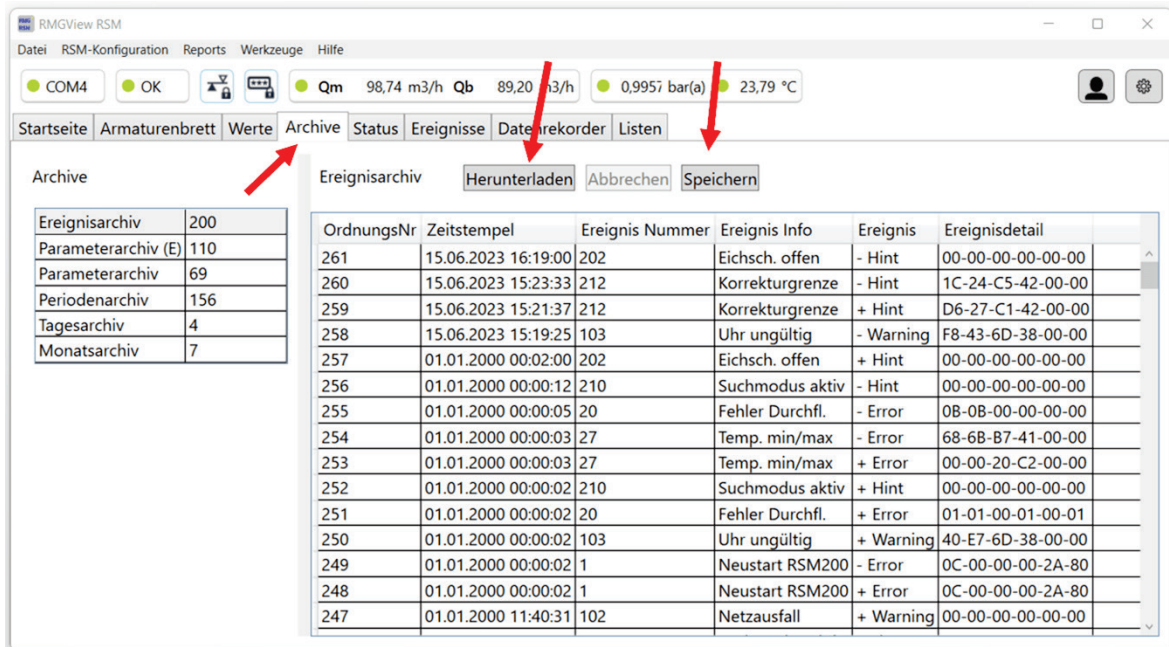 RMG RSM RMGView RSM
Datei RSM-Konfiguration Reports Werkzeuge Hilfe
COM4 OK Qm 98,74 m3/h Qb 89,20 m3/h 0,9957 bar(a) 23,79 °C
Startseite Armaturenbrett Werte Archive Status Ereignisse Datenrekorder Listen
Archive
Ereignisarchiv 200
Parameterarchiv (E) 110
Parameterarchiv 69
Periodenarchiv 156
Tagesarchiv 4
Monatsarchiv 7
Ereignisarchiv Herunterladen Abbrechen Speichern
OrdnungsNr Zeitstempel Ereignis Nummer Ereignis Info Ereignis Ereignisdetail
261 15.06.2023 16:19:00 202 Eichsch. offen - Hint 00-00-00-00-00-00
260 15.06.2023 15:23:33 212 Korrekturgrenze - Hint 1C-24-C5-42-00-00
259 15.06.2023 15:21:37 212 Korrekturgrenze + Hint D6-27-C1-42-00-00
258 15.06.2023 15:19:25 103 Uhr ungültig - Warning F8-43-6D-38-00-00
257 01.01.2000 00:02:00 202 Eichsch. offen + Hint 00-00-00-00-00-00
256 01.01.2000 00:00:12 210 Suchmodus aktiv - Hint 00-00-00-00-00-00
255 01.01.2000 00:00:05 20 Fehler Durchfl. - Error 0B-0B-00-00-00-00
254 01.01.2000 00:00:03 27 Temp. min/max - Error 68-6B-B7-41-00-00
253 01.01.2000 00:00:03 27 Temp. min/max + Error 00-00-20-C2-00-00
252 01.01.2000 00:00:02 210 Suchmodus aktiv + Hint 00-00-00-00-00-00
251 01.01.2000 00:00:02 20 Fehler Durchfl. + Error 01-01-00-01-00-01
250 01.01.2000 00:00:02 103 Uhr ungültig + Warning 40-E7-6D-38-00-00
249 01.01.2000 00:00:02 1 Neustart RSM200 - Error 0C-00-00-00-2A-80
248 01.01.2000 00:00:02 1 Neustart RSM200 + Error 0C-00-00-00-2A-80
247 01.01.2000 11:40:31 102 Netzausfall + Warning 00-00-00-00-00-00